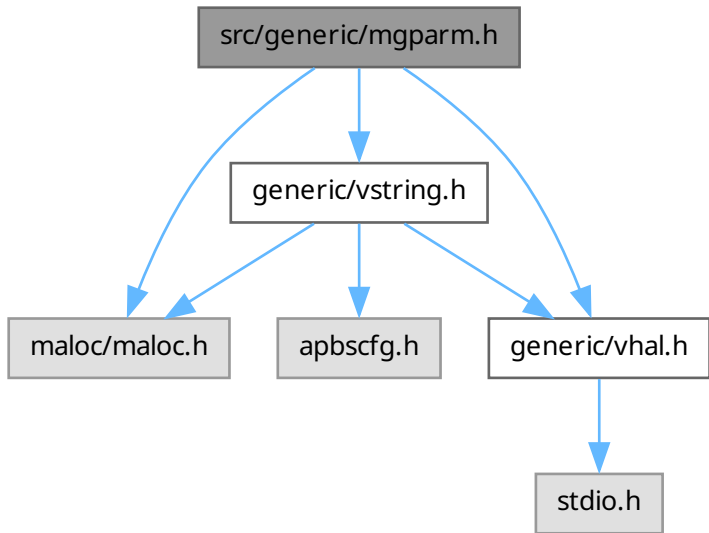 src/generic/mgparm.h
generic/vstring.h
maloc/maloc.h
apbscfg.h
generic/vhal.h
stdio.h